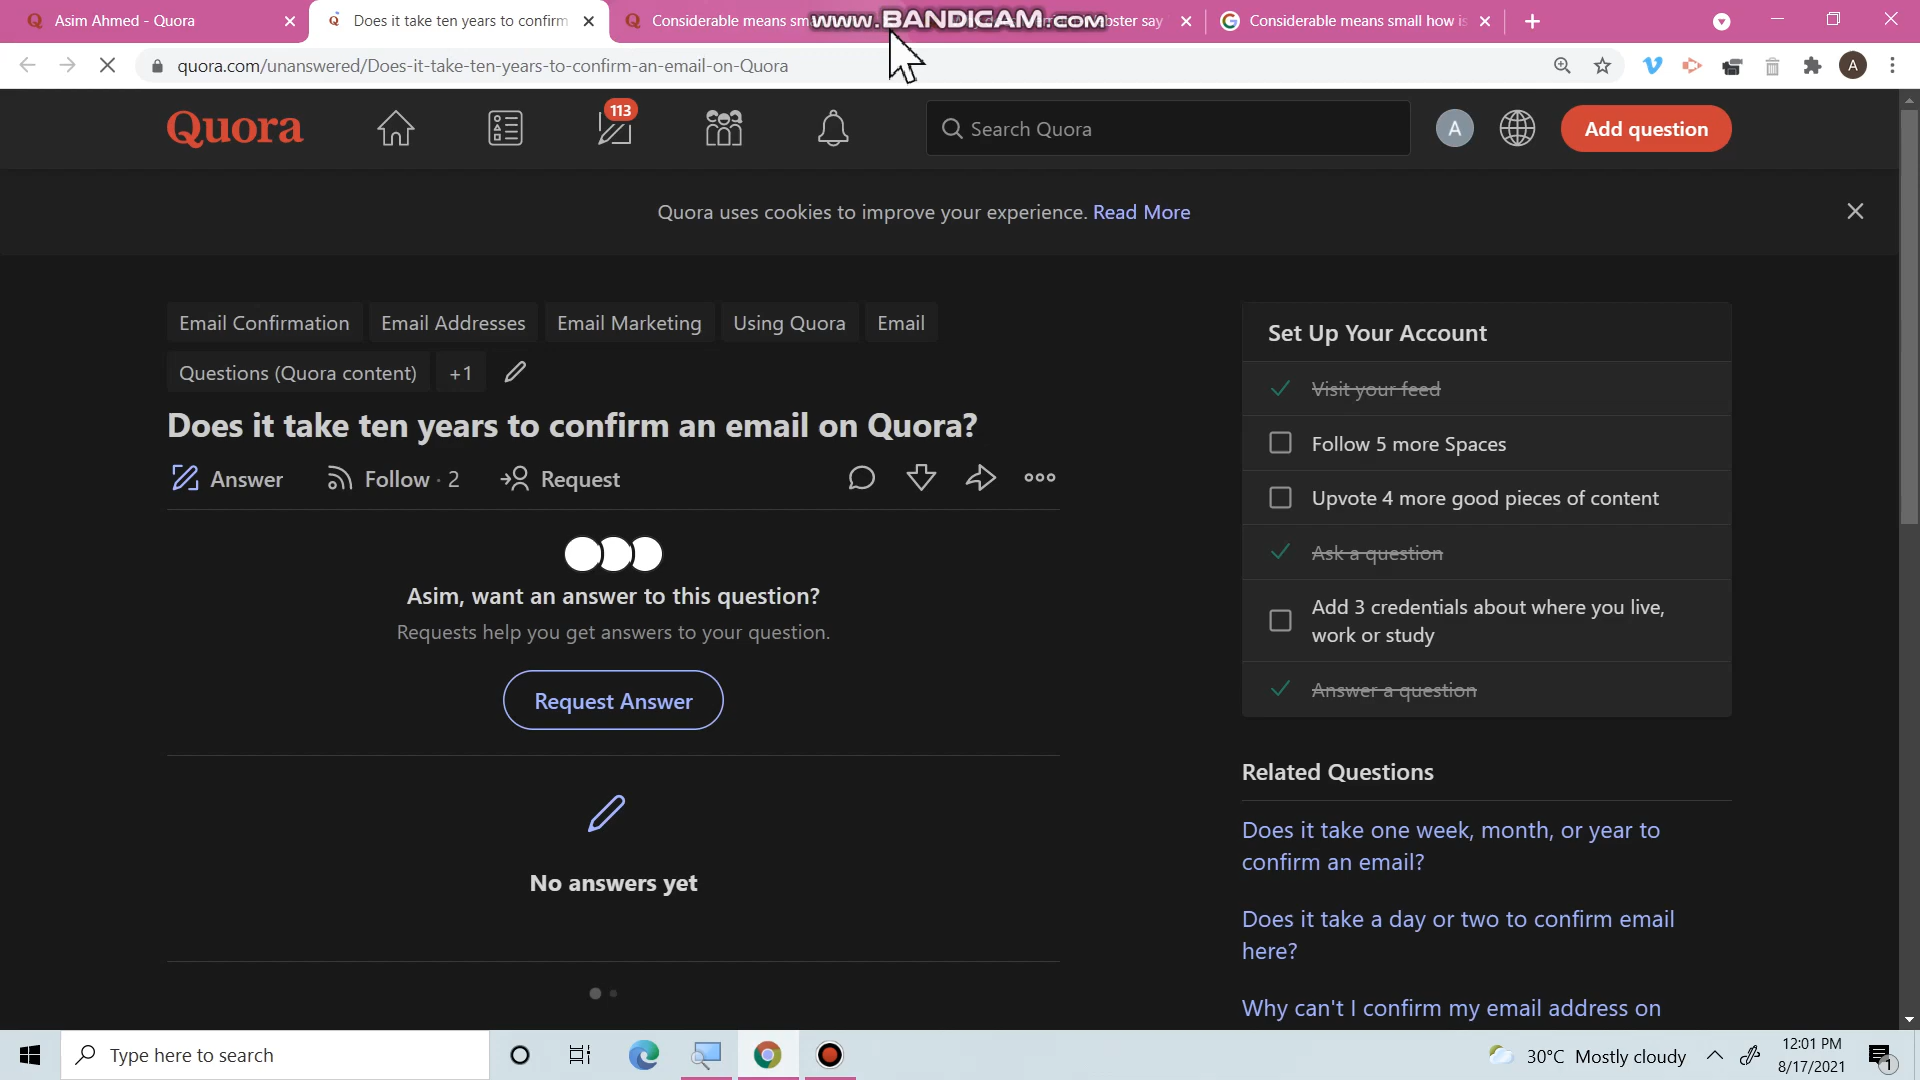 Asim Ahmed - Quora
Does it take ten years to confirm
Considerable means sm
www.BANDICAM.com
bster say
Considerable means small how is
quora.com/unanswered/Does-it-take-ten-years-to-confirm-an-email-on-Quora
A
Quora
113
Search Quora
A
Add question
Quora uses cookies to improve your experience. Read More
Email Confirmation
Email Addresses
Email Marketing
Using Quora
Email
Questions (Quora content)
+1
Does it take ten years to confirm an email on Quora?
Answer
Follow · 2
Request
Asim, want an answer to this question?
Requests help you get answers to your question.
Request Answer
No answers yet
Set Up Your Account
Visit your feed
Follow 5 more Spaces
Upvote 4 more good pieces of content
Ask a question
Add 3 credentials about where you live,
work or study
Answer a question
Related Questions
Does it take one week, month, or year to
confirm an email?
Does it take a day or two to confirm email
here?
Why can't I confirm my email address on
Type here to search
30°C Mostly cloudy
12:01 PM
8/17/2021
1